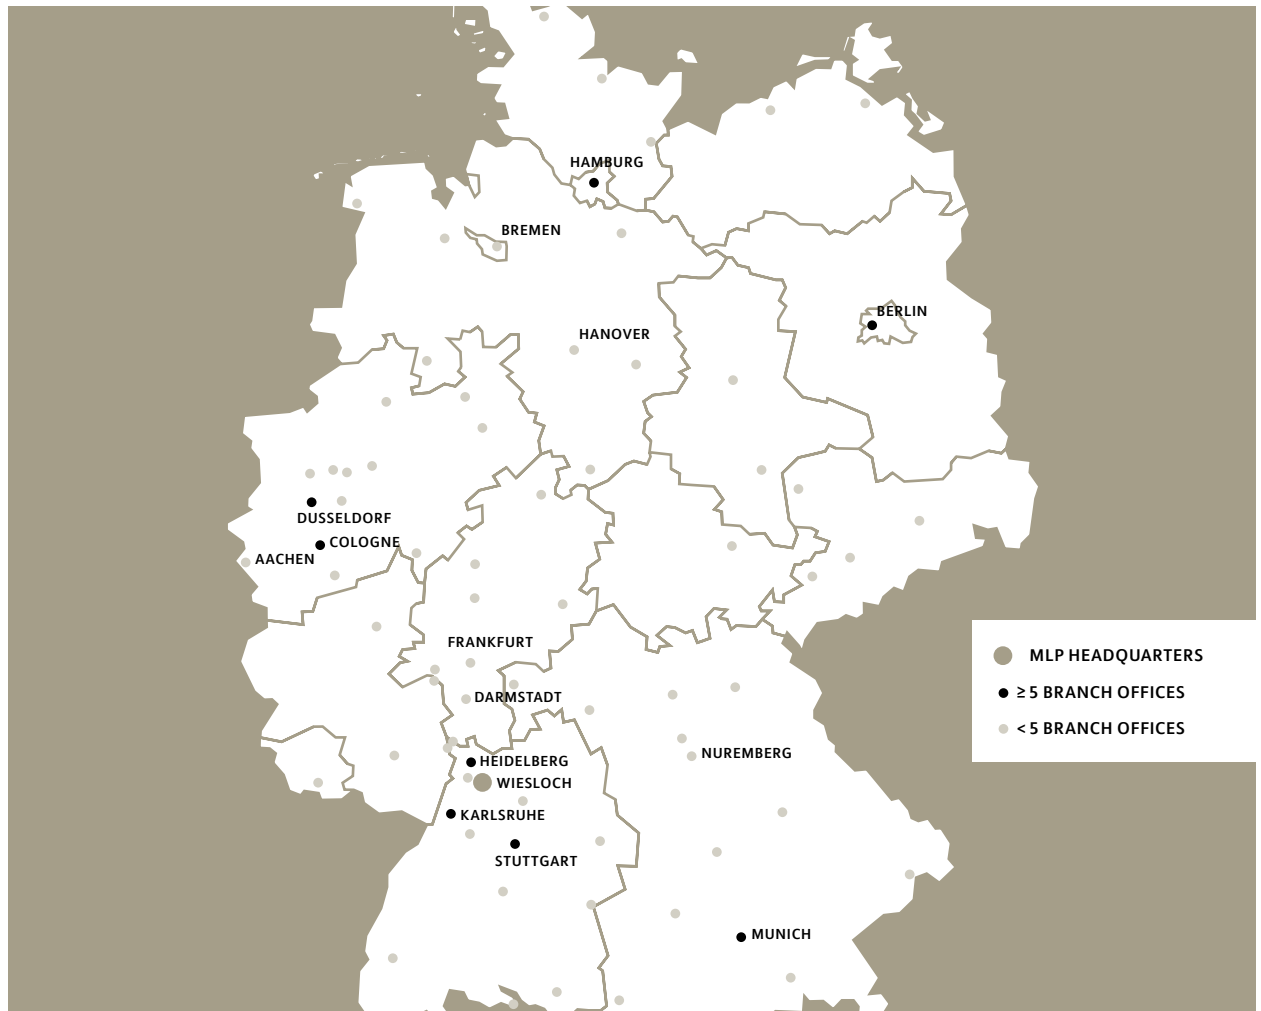 HAMBURG
BREMEN
BERLIN
HANOVER
DUSSELDORF
COLOGNE
AACHEN
FRANKFURT
MLP HEADQUARTERS
≥ 5 BRANCH OFFICES
< 5 BRANCH OFFICES
DARMSTADT
NUREMBERG
HEIDELBERG
WIESLOCH
KARLSRUHE
STUTTGART
MUNICH